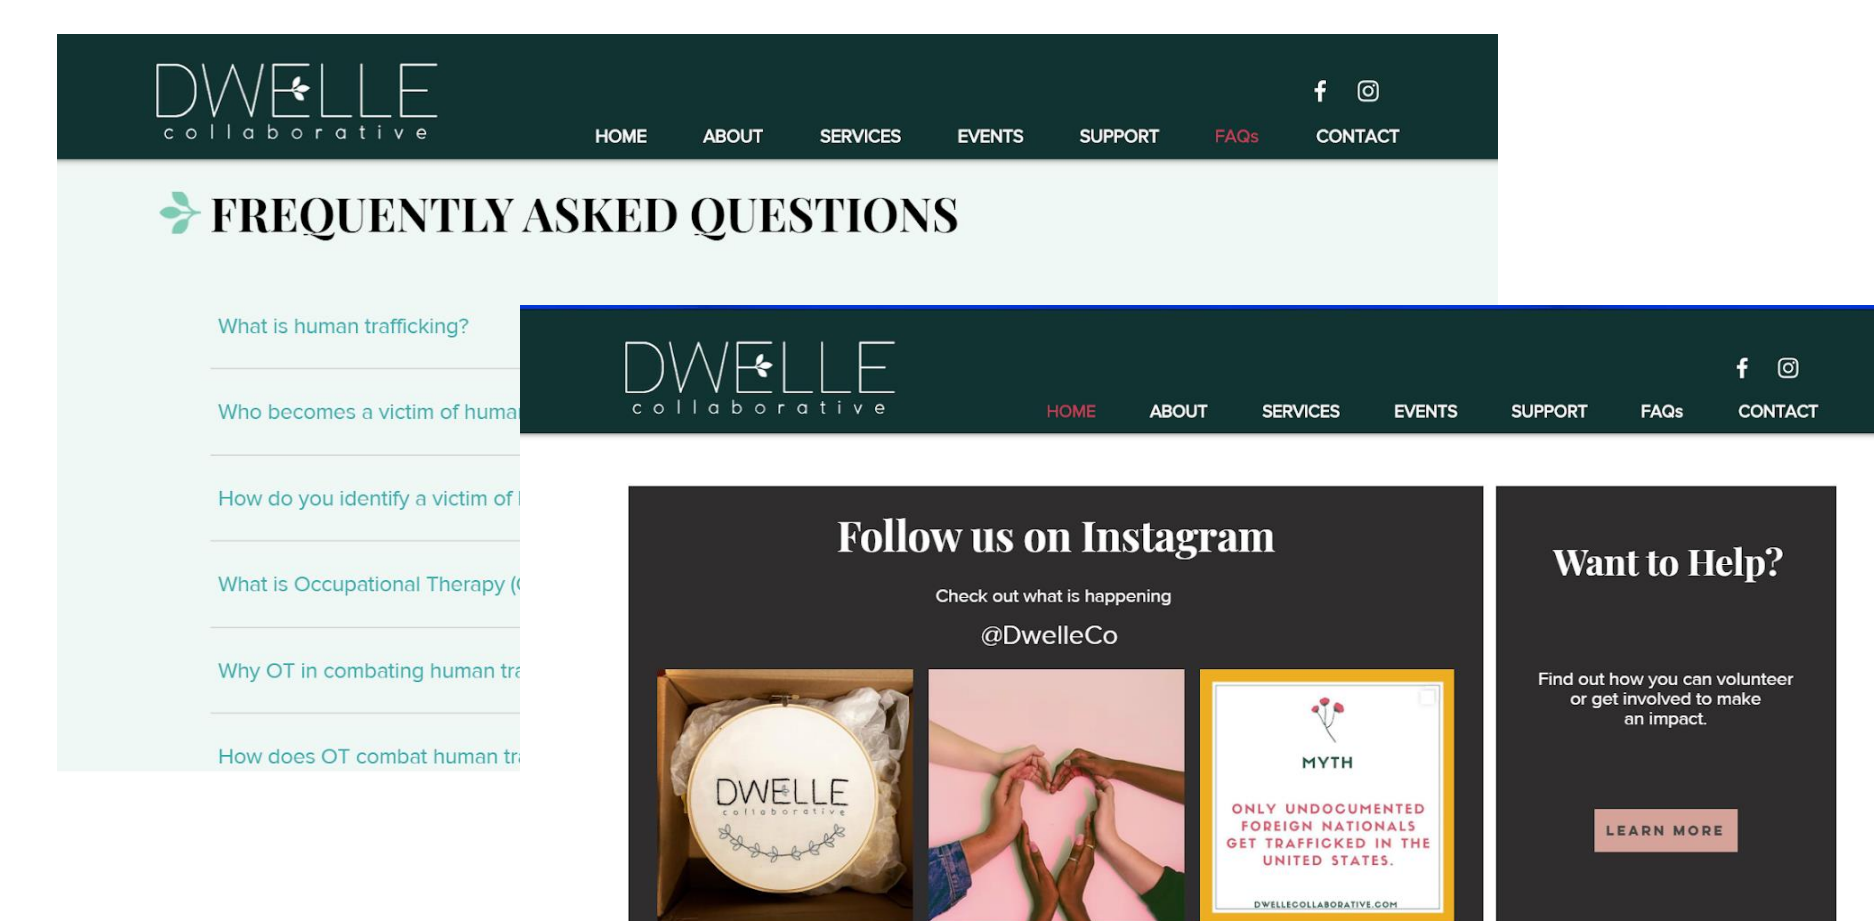 DWELLE
collaborative
HOME ABOUT SERVICES EVENTS SUPPORT FAQs CONTACT
FREQUENTLY ASKED QUESTIONS
What is human trafficking?
Who becomes a victim of
How do you identify a victim of
What is Occupational Therapy
Why OT in combating human
How does OT combat human
DWELLE
collaborative
HOME ABOUT SERVICES EVENTS SUPPORT FAQs CONTACT
Follow us on Instagram
Check out what is happening
@DwelleCo
DWELLE
collaborative
MYTH
ONLY UNDOCUMENTED
FOREIGN NATIONALS
GET TRAFFICKED IN THE
UNITED STATES.
DWELLECOLLABORATIVE.COM
Want to Help?
Find out how you can volunteer
or get involved to make
an impact.
LEARN MORE